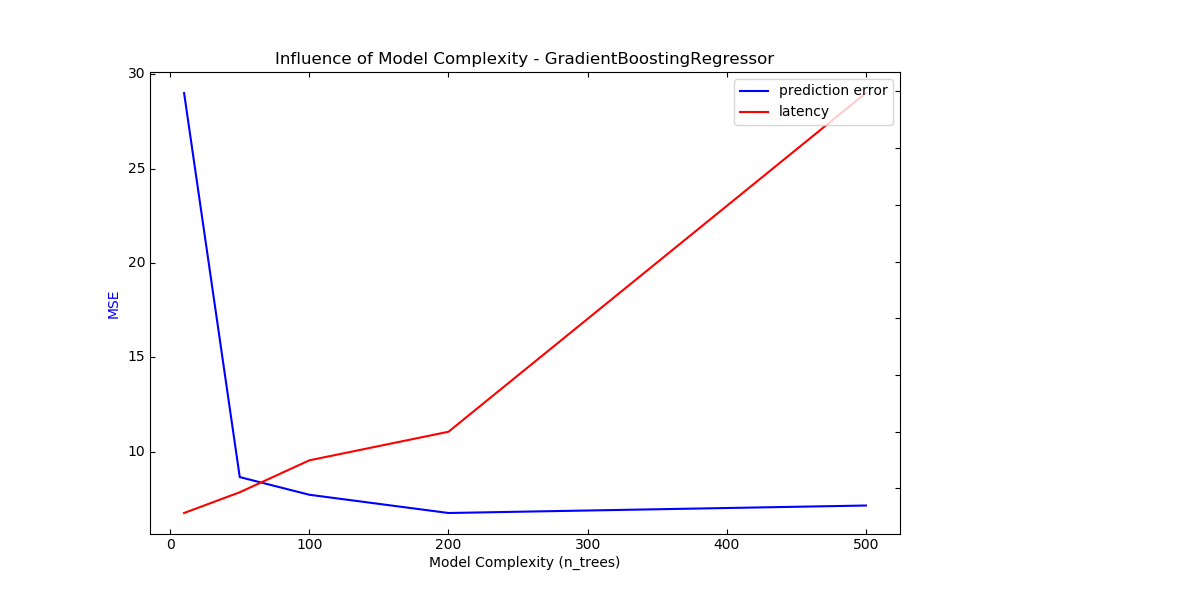 Influence of Model Complexity - GradientBoostingRegressor
prediction error
latency
30
25
20
15
10
MSE
0 100 200 300 400 500
Model Complexity (n_trees)